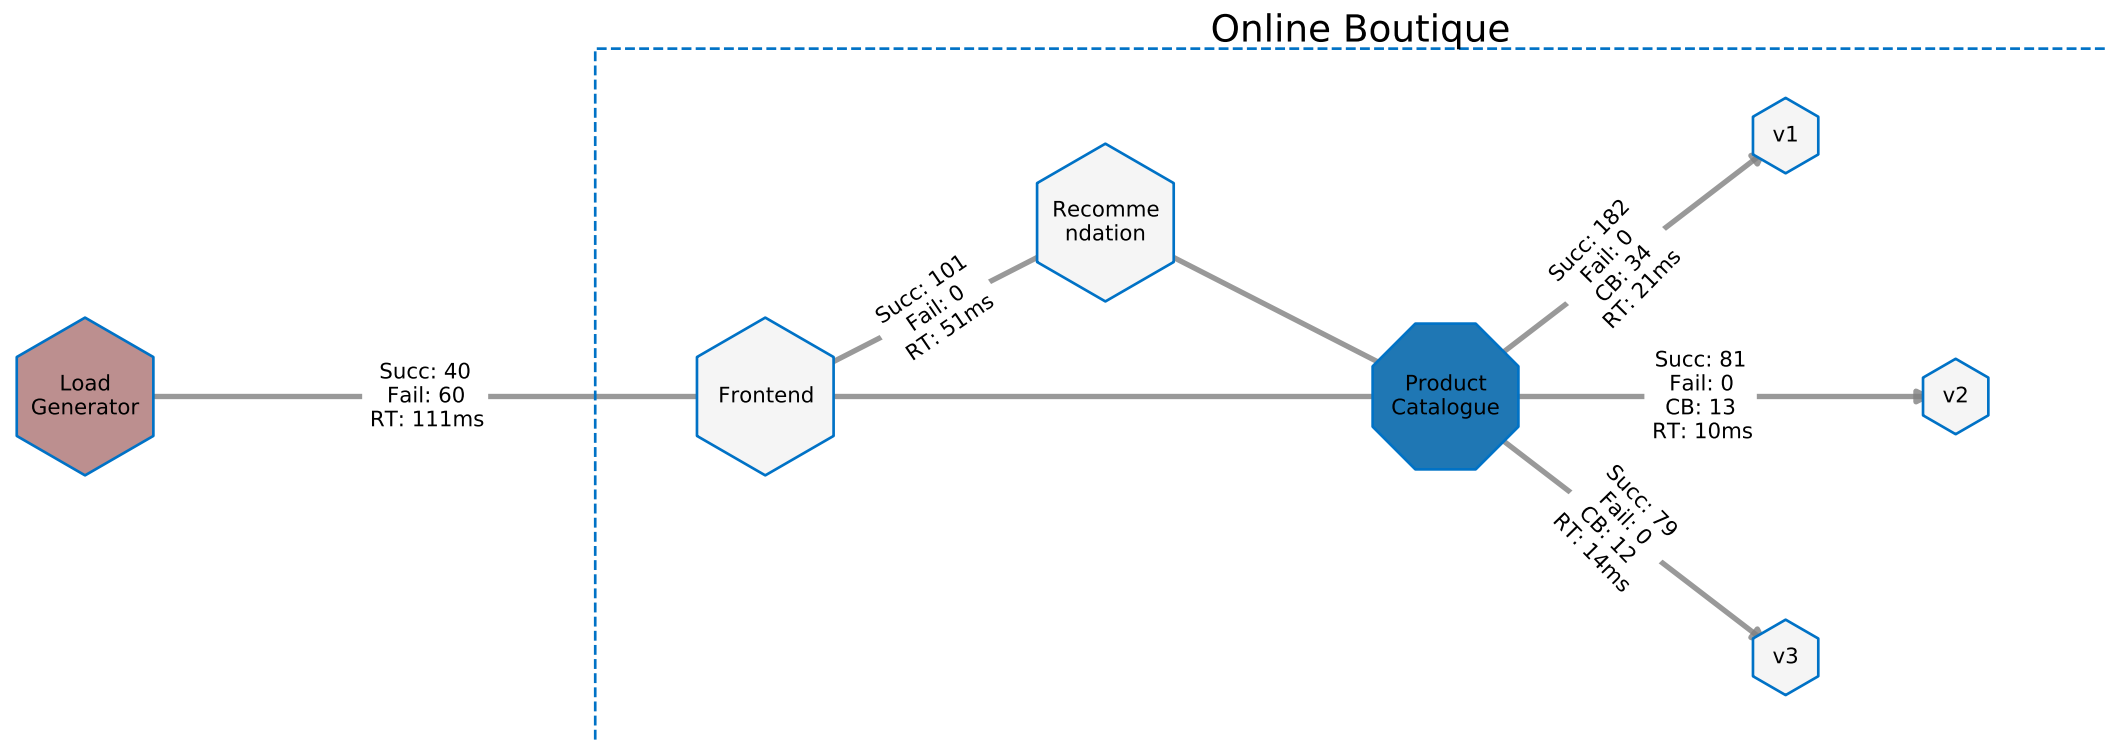 Online Boutique
Load
Generator
Succ: 40
Fail: 60
RT: 111ms
Frontend
Succ: 101
Fail: 0
RT: 51ms
Recomme
ndation
Product
Catalogue
Succ: 182
Fail: 0
CB: 34
RT: 21ms
v1
Succ: 81
Fail: 0
CB: 13
RT: 10ms
v2
Succ: 79
Fail: 0
CB: 12
RT: 14ms
v3